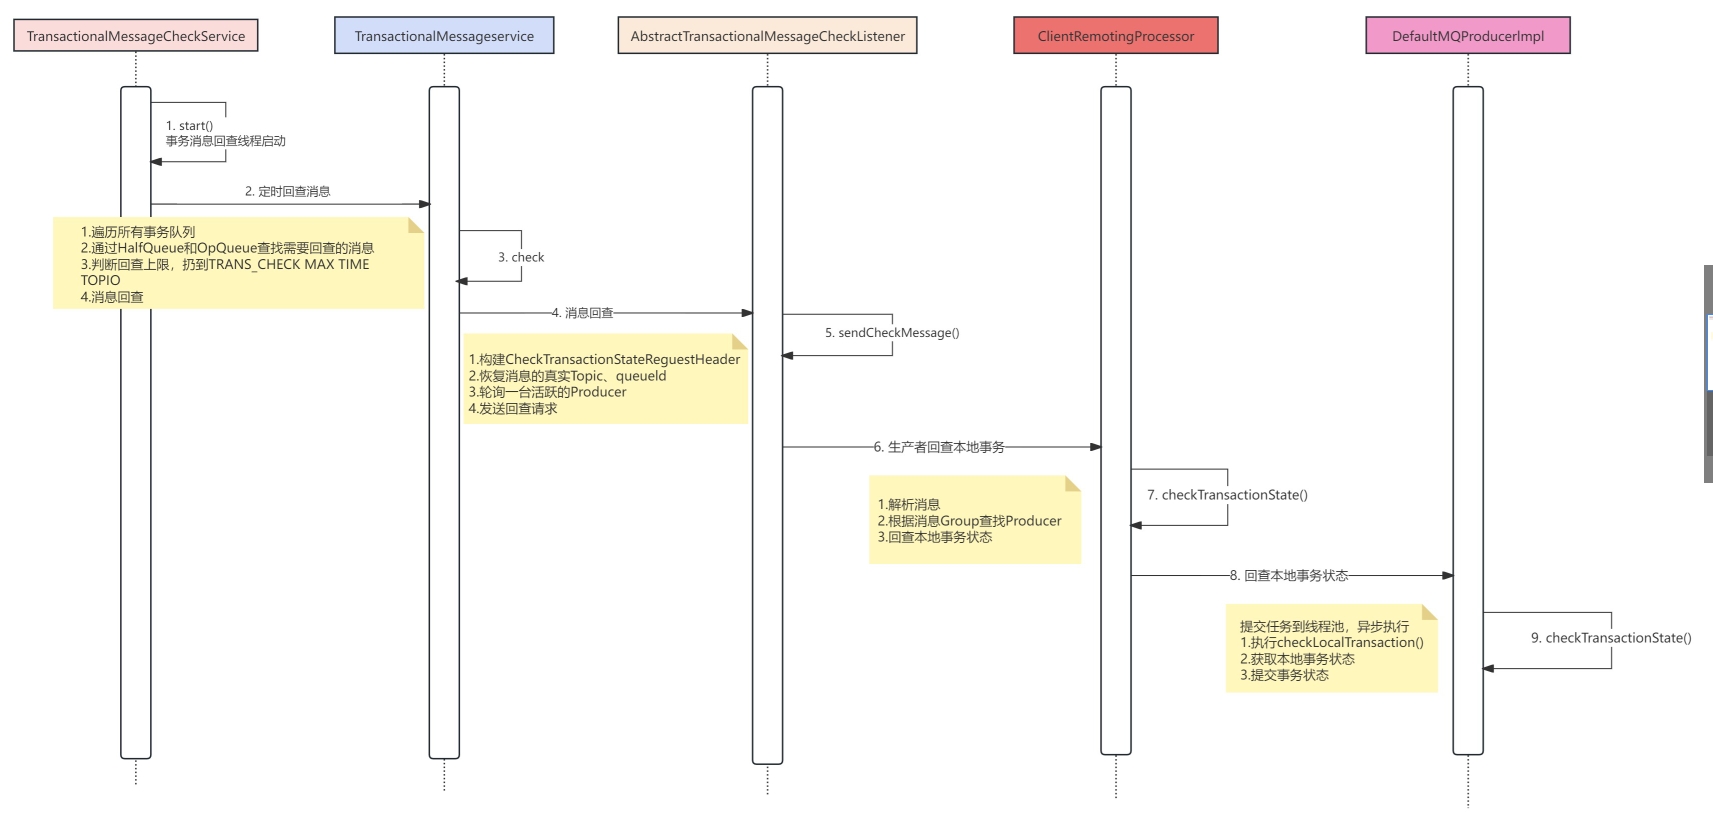 TransactionalMessageCheckService
TransactionalMessageservice
AbstractTransactionalMessageCheckListener
ClientRemotingProcessor
DefaultMQProducerImpl
1. start()
事务消息回查线程启动
2. 定时回查消息
1.遍历所有事务队列
2.通过HalfQueue和OpQueue查找需要回查的消息
3.判断回查上限，扔到TRANS_CHECK MAX TIME
TOPIO
4.消息回查
3. check
4. 消息回查
5. sendCheckMessage()
1.构建CheckTransactionStateReguestHeader
2.恢复消息的真实Topic、queueId
3.轮询一台活跃的Producer
4.发送回查请求
6. 生产者回查本地事务
1.解析消息
2.根据消息Group查找Producer
3.回查本地事务状态
7. checkTransactionState()
8. 回查本地事务状态
提交任务到线程池，异步执行
1.执行checkLocalTransaction()
2.获取本地事务状态
3.提交事务状态
9. checkTransactionState()